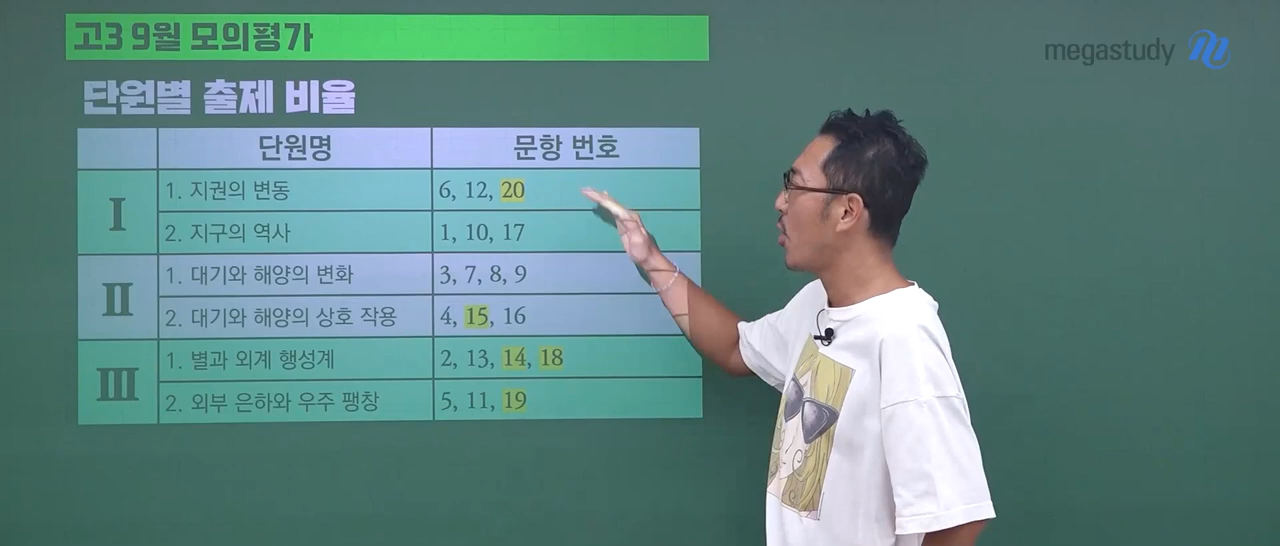 고3 9월 모의평가
megastudy
단원별 출제 비율
단원명 문항 번호
I 1. 지권의 변동 6, 12, 20
2. 지구의 역사 1, 10, 17
II 1. 대기와 해양의 변화 3, 7, 8, 9
2. 대기와 해양의 상호 작용 4, 15, 16
III 1. 별과 외계 행성계 2, 13, 14, 18
2. 외부 은하와 우주 팽창 5, 11, 19